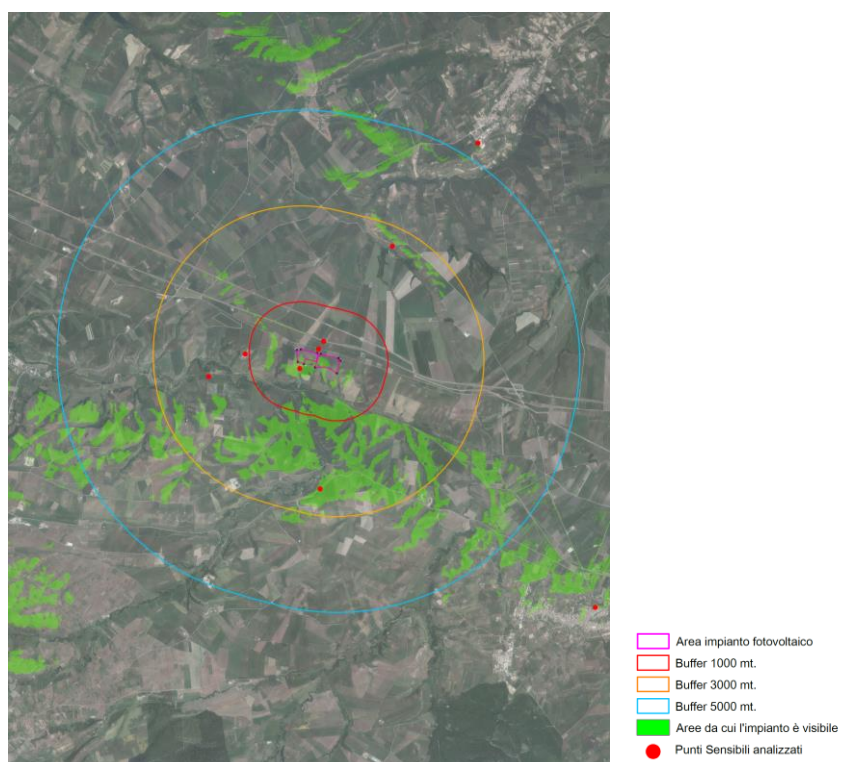 Area impianto fotovoltaico
Buffer 1000 mt.
Buffer 3000 mt.
Buffer 5000 mt.
Aree da cui l'impianto è visibile
Punti Sensibili analizzati